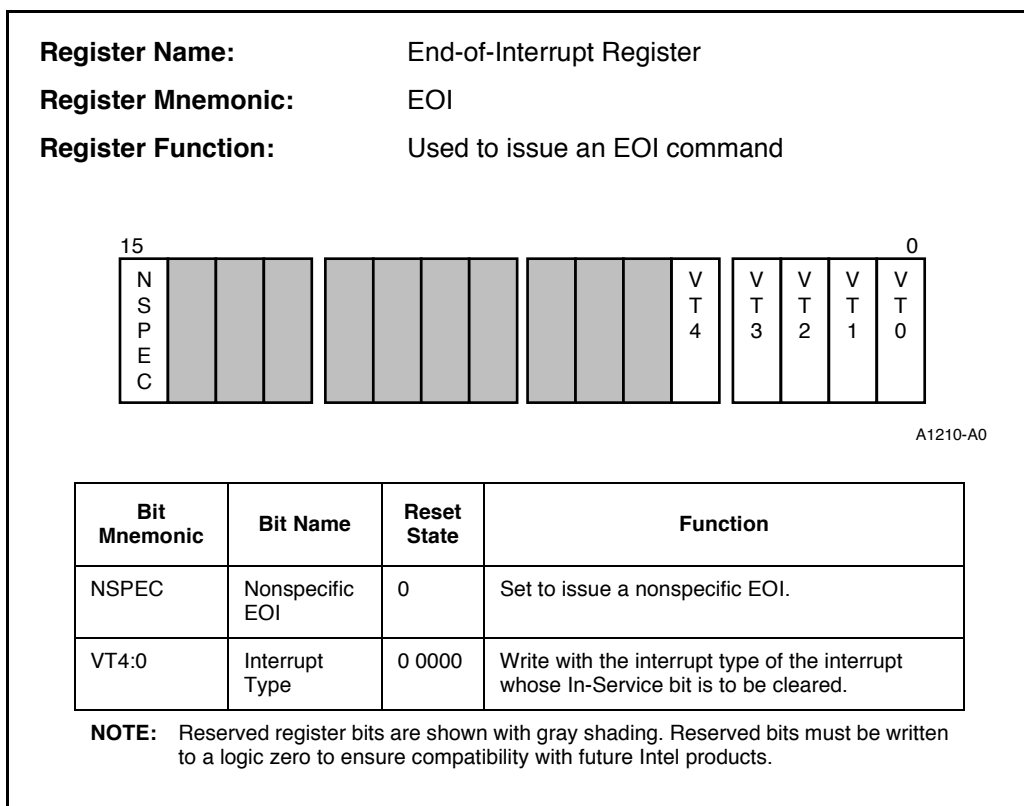 Register Name: End-of-Interrupt Register
Register Mnemonic: EOI
Register Function: Used to issue an EOI command
15 0
N S P E C V T 4 V T 3 V T 2 V T 1 V T 0
A1210-A0
Bit Mnemonic Bit Name Reset State Function
NSPEC Nonspecific EOI 0 Set to issue a nonspecific EOI.
VT4:0 Interrupt Type 0 0000 Write with the interrupt type of the interrupt
whose In-Service bit is to be cleared.
NOTE: Reserved register bits are shown with gray shading. Reserved bits must be written
to a logic zero to ensure compatibility with future Intel products.